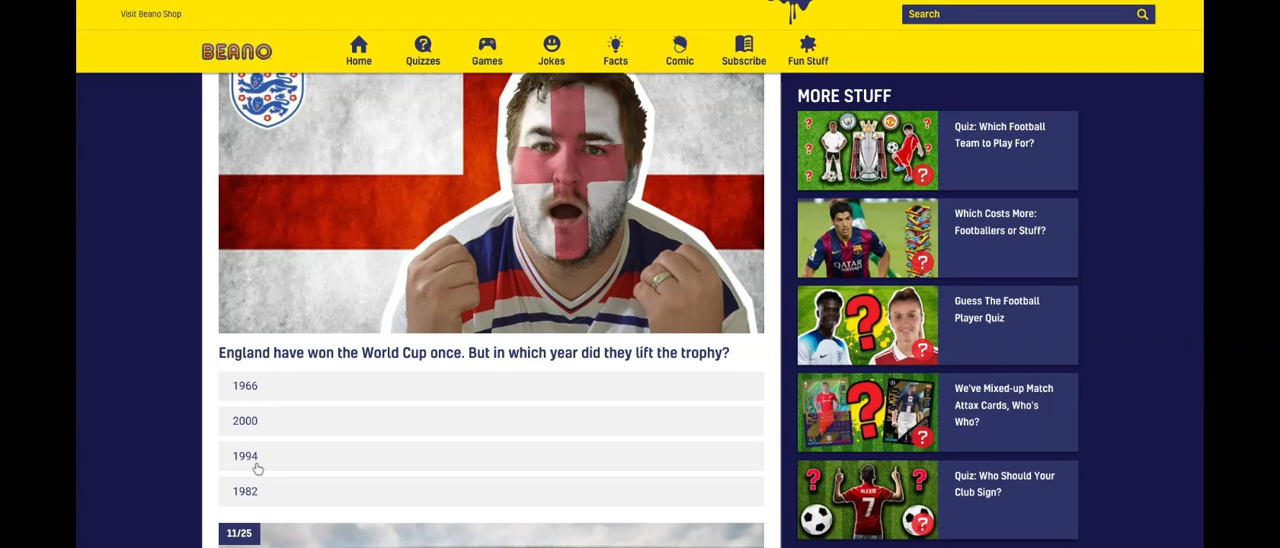 Visit Beano Shop
Search
BEANO
Home
Quizzes
Games
Jokes
Facts
Comic
Subscribe
Fun Stuff
MORE STUFF
Quiz: Which Football
Team to Play For?
QATAR
Which Costs More:
Footballers or Stuff?
Guess The Football
Player Quiz
We've Mixed-up Match
Attax Cards, Who's
Who?
ALEXIS
7
Quiz: Who Should Your
Club Sign?
England have won the World Cup once. But in which year did they lift the trophy?
1966
2000
1994
1982
11/25